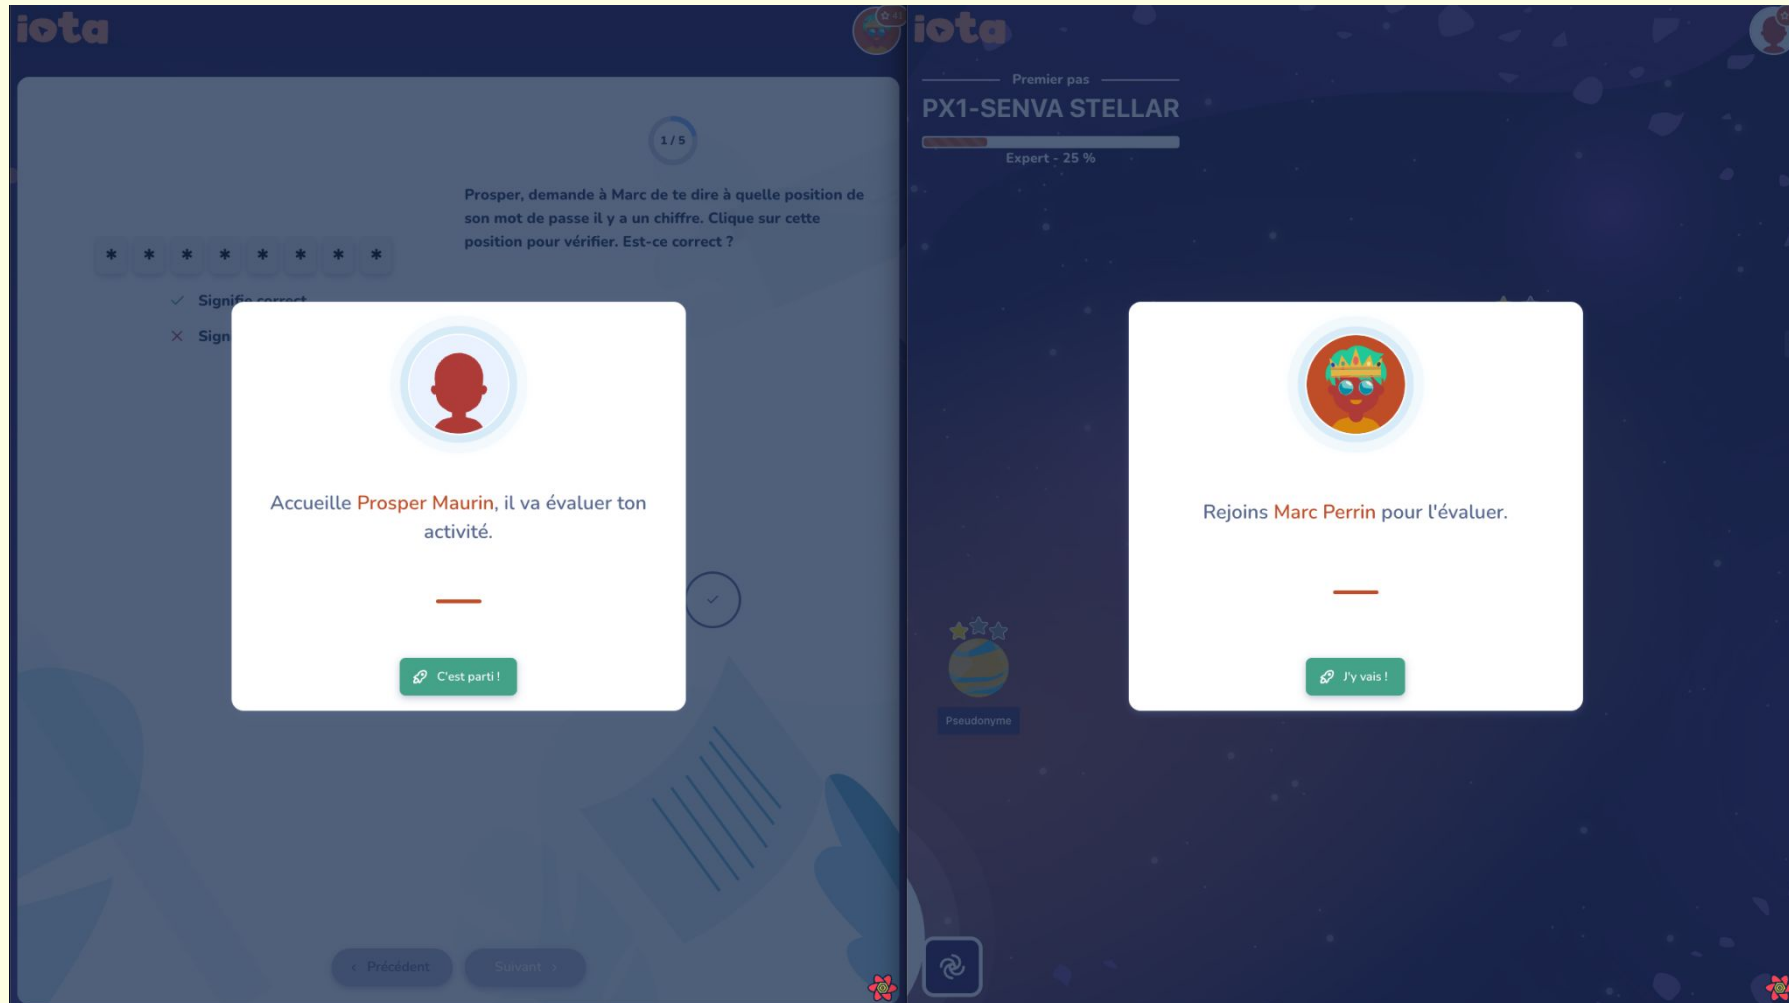 iota
41
1 / 5
Prosper, demande à Marc de te dire à quelle position de
son mot de passe il y a un chiffre. Clique sur cette
position pour vérifier. Est-ce correct ?
* * * * * * * *
Signifie correct
Sign
Accueille Prosper Maurin, il va évaluer ton
activité.
C'est parti !
Précédent
Suivant
iota
Premier pas
PX1-SENVA STELLAR
Expert - 25 %
Rejoins Marc Perrin pour l'évaluer.
J'y vais !
Pseudonyme